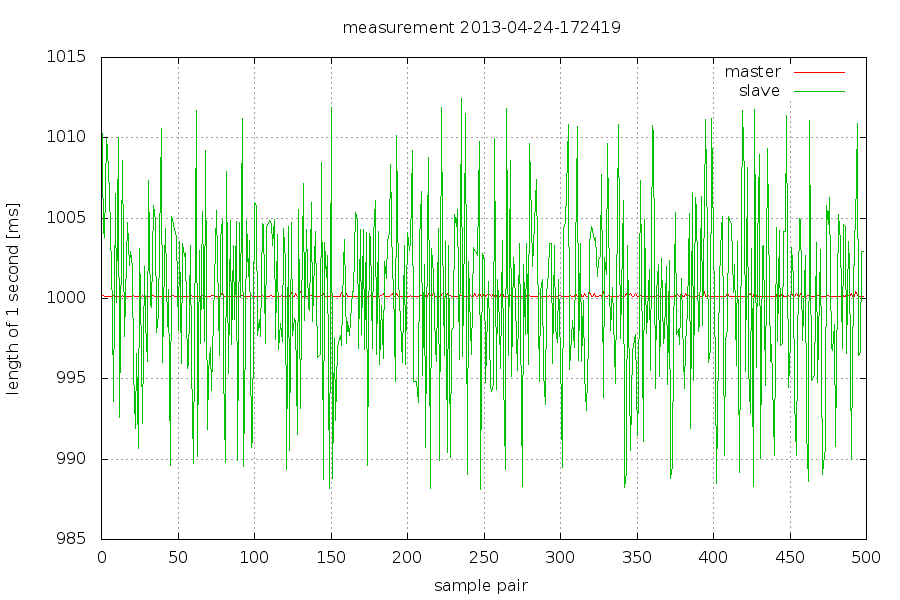 measurement 2013-04-24-172419
1015
1010
1005
1000
995
990
985
length of 1 second [ms]
master
slave
0 50 100 150 200 250 300 350 400 450 500
sample pair